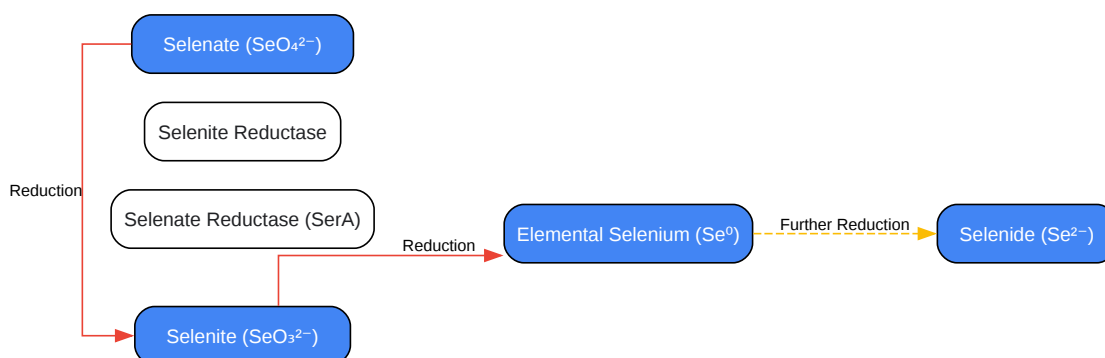 Selenate (SeO₄²⁻)
Selenite Reductase
Reduction
Selenate Reductase (SerA)
Reduction
Elemental Selenium (Se⁰)
Further Reduction
Selenide (Se²⁻)
Selenite (SeO₃²⁻)